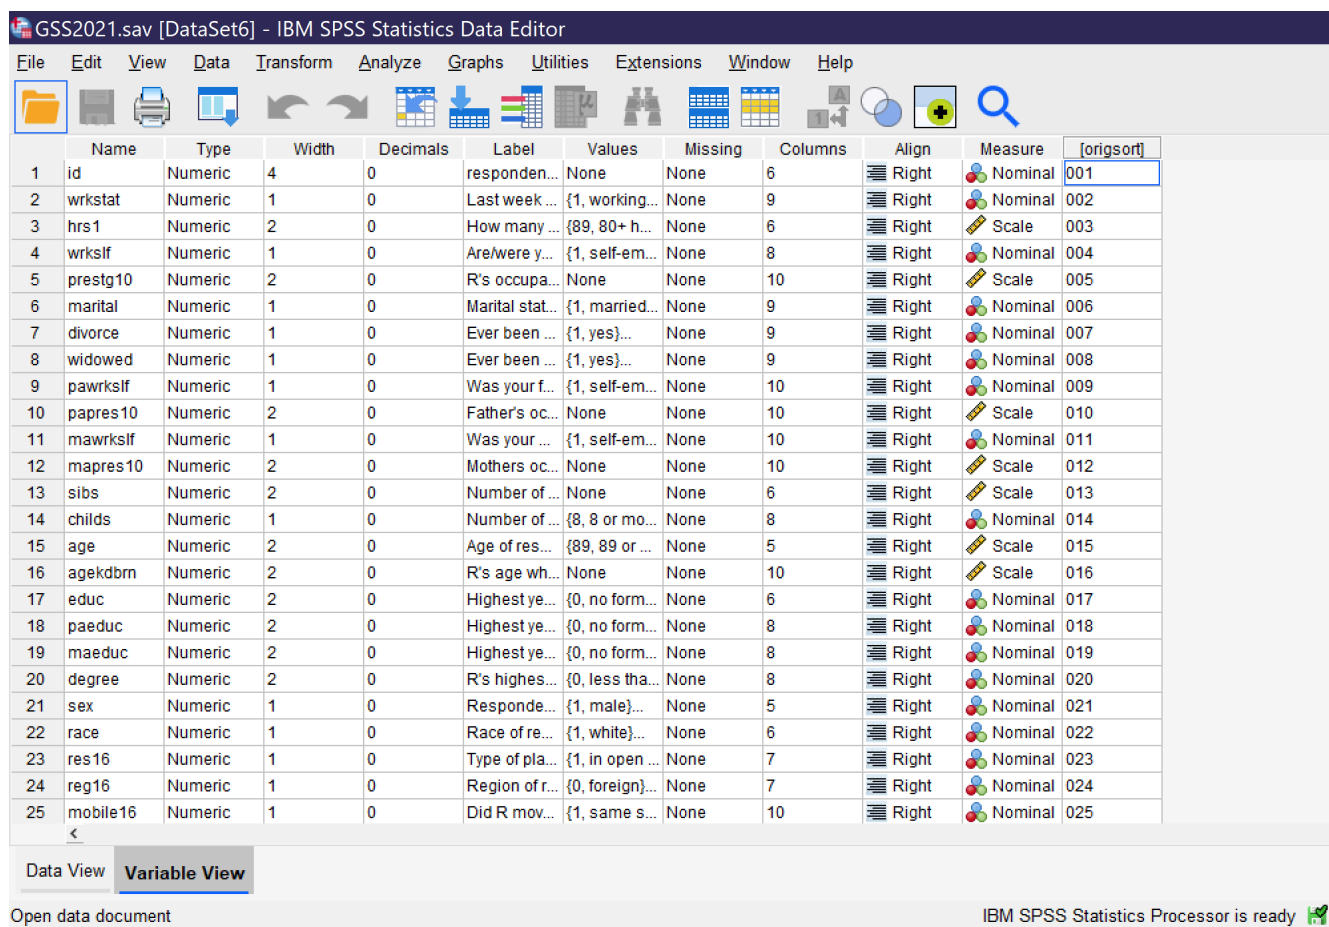 GSS2021.sav [DataSet6] - IBM SPSS Statistics Data Editor
File Edit View Data Transform Analyze Graphs Utilities Extensions Window Help
Name Type Width Decimals Label Values Missing Columns Align Measure [origsort]
1 id Numeric 4 0 responden... None None 6 Right Nominal 001
2 wrkstat Numeric 1 0 Last week ... {1, working... None 9 Right Nominal 002
3 hrs1 Numeric 2 0 How many ... {89, 80+ h... None 6 Right Scale 003
4 wrkslf Numeric 1 0 Are/were y... {1, self-em... None 8 Right Nominal 004
5 prestg10 Numeric 2 0 R's occupa... None None 10 Right Scale 005
6 marital Numeric 1 0 Marital stat... {1, married... None 9 Right Nominal 006
7 divorce Numeric 1 0 Ever been ... {1, yes}... None 9 Right Nominal 007
8 widowed Numeric 1 0 Ever been ... {1, yes}... None 9 Right Nominal 008
9 pawrkslf Numeric 1 0 Was your f... {1, self-em... None 10 Right Nominal 009
10 papres10 Numeric 2 0 Father's oc... None None 10 Right Scale 010
11 mawrkslf Numeric 1 0 Was your ... {1, self-em... None 10 Right Nominal 011
12 mapres10 Numeric 2 0 Mothers oc... None None 10 Right Scale 012
13 sibs Numeric 2 0 Number of ... None None 6 Right Scale 013
14 childs Numeric 1 0 Number of ... {8, 8 or mo... None 8 Right Nominal 014
15 age Numeric 2 0 Age of res... {89, 89 or ... None 5 Right Scale 015
16 agekdbrn Numeric 2 0 R's age wh... None None 10 Right Scale 016
17 educ Numeric 2 0 Highest ye... {0, no form... None 6 Right Nominal 017
18 paeduc Numeric 2 0 Highest ye... {0, no form... None 8 Right Nominal 018
19 maeduc Numeric 2 0 Highest ye... {0, no form... None 8 Right Nominal 019
20 degree Numeric 2 0 R's highes... {0, less tha... None 8 Right Nominal 020
21 sex Numeric 1 0 Responde... {1, male}... None 5 Right Nominal 021
22 race Numeric 1 0 Race of re... {1, white}... None 6 Right Nominal 022
23 res16 Numeric 1 0 Type of pla... {1, in open ... None 7 Right Nominal 023
24 reg16 Numeric 1 0 Region of r... {0, foreign}... None 7 Right Nominal 024
25 mobile16 Numeric 1 0 Did R mov... {1, same s... None 10 Right Nominal 025
Data View Variable View
Open data document IBM SPSS Statistics Processor is ready